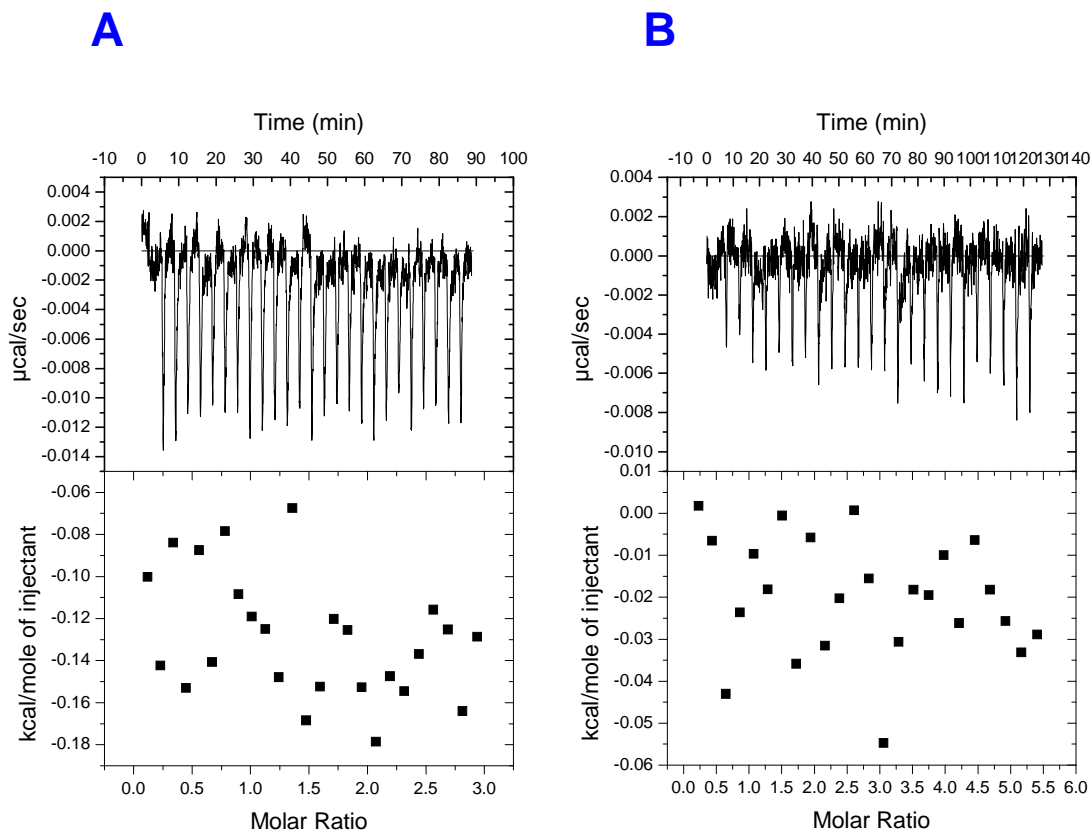 A
B
Time (min)
-10 0 10 20 30 40 50 60 70 80 90 100
0.004
0.002
0.000
-0.002
-0.004
-0.006
-0.008
-0.010
-0.012
-0.014
µcal/sec
-0.06
-0.08
-0.10
-0.12
-0.14
-0.16
-0.18
kcal/mole of injectant
0.0 0.5 1.0 1.5 2.0 2.5 3.0
Molar Ratio
Time (min)
-10 0 10 20 30 40 50 60 70 80 90 100 110 120 130 140
0.004
0.002
0.000
-0.002
-0.004
-0.006
-0.008
-0.010
µcal/sec
0.01
0.00
-0.01
-0.02
-0.03
-0.04
-0.05
-0.06
kcal/mole of injectant
0.0 0.5 1.0 1.5 2.0 2.5 3.0 3.5 4.0 4.5 5.0 5.5 6.0
Molar Ratio